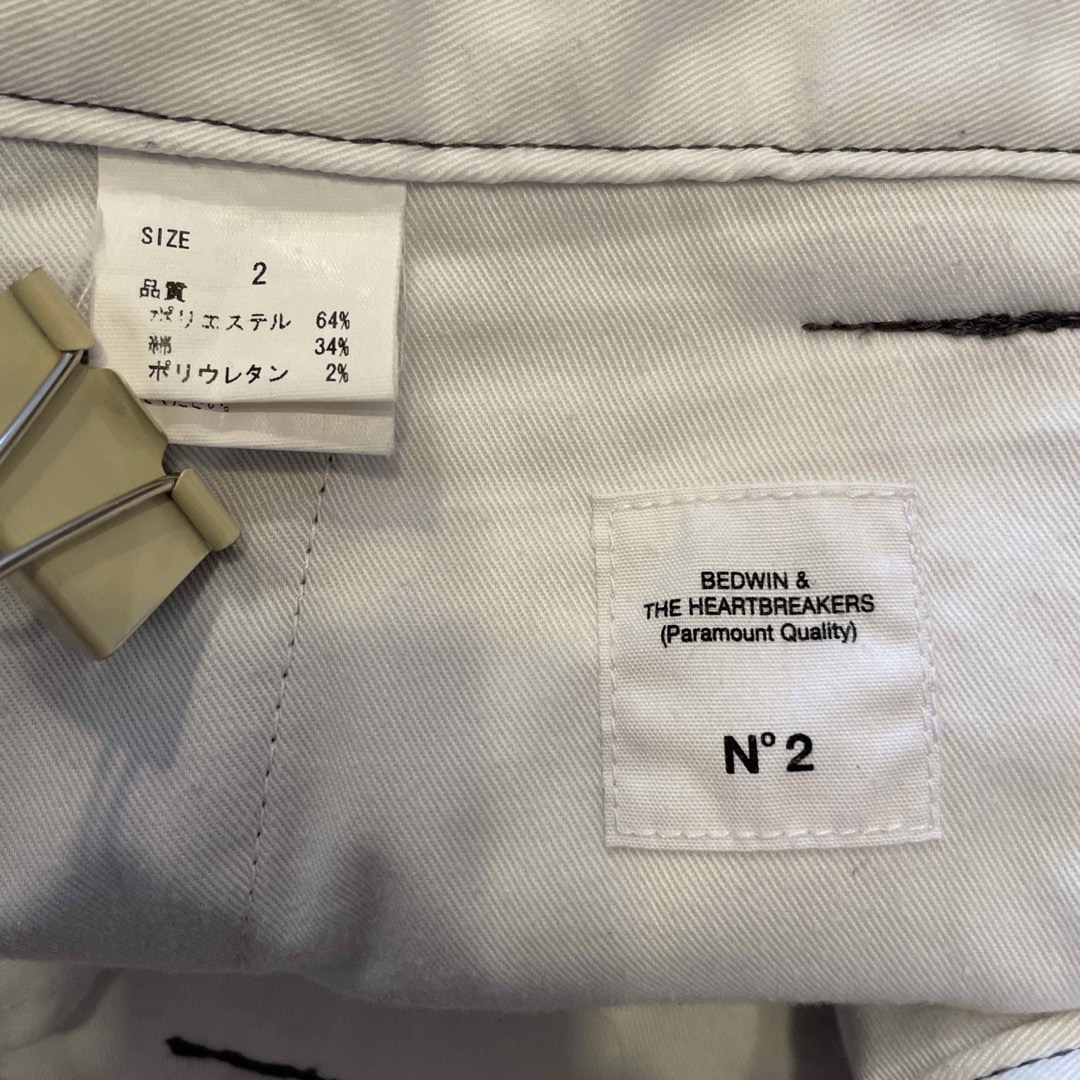 SIZE
2
品質
ポリエステル 64%
綿 34%
ポリウレタン 2%
BEDWIN &
THE HEARTBREAKERS
(Paramount Quality)
Nº 2